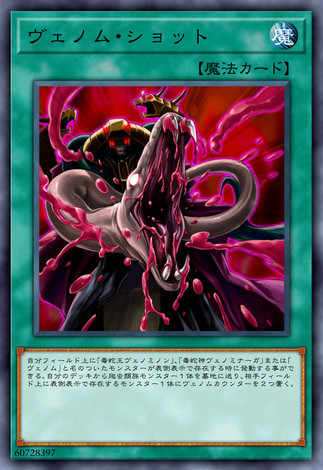 ヴェノム・ショット
魔
【魔法カード】
自分フィールド上に「毒蛇王ヴェノミノン」、「毒蛇神ヴェノミナーガ」または
「ヴェノム」と名のついたモンスターが表側表示で存在する時に発動する事がで
きる。自分のデッキから爬虫類族モンスター１体を墓地に送り、相手フィール
ド上に表側表示で存在するモンスター１体にヴェノムカウンターを２つ置く。
60728397